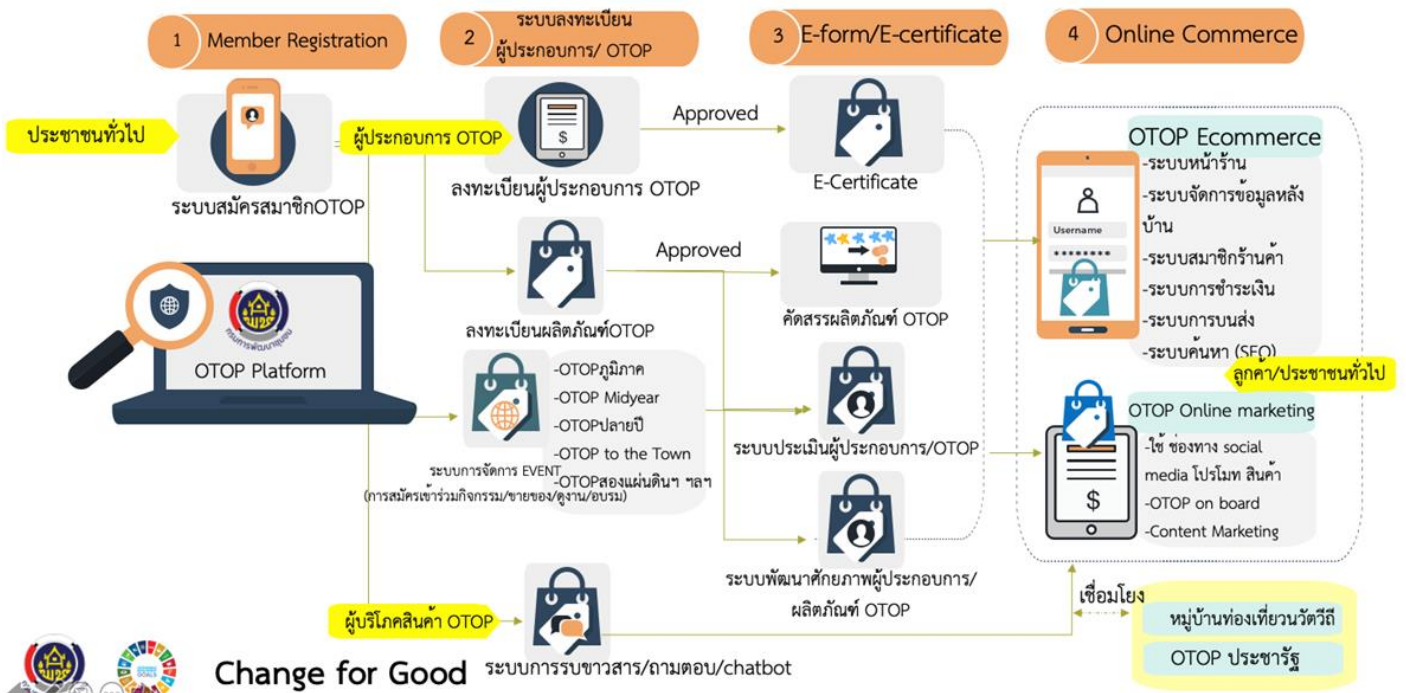 1 Member Registration
2 ระบบลงทะเบียน
ผู้ประกอบการ/ OTOP
3 E-form/E-certificate
4 Online Commerce
ประชาชนทั่วไป
ระบบสมัครสมาชิกOTOP
ผู้ประกอบการ OTOP
$
ลงทะเบียนผู้ประกอบการ OTOP
Approved
E-Certificate
ลงทะเบียนผลิตภัณฑ์OTOP
Approved
คัดสรรผลิตภัณฑ์ OTOP
กรมการพัฒนาชุมชน
OTOP Platform
ระบบการจัดการ EVENT
(การสมัครเข้าร่วมกิจกรรม/ขายของ/ดูงาน/อบรม)
-OTOPภูมิภาค
-OTOP Midyear
-OTOPปลายปี
-OTOP to the Town
-OTOPสองแผ่นดินฯ ฯลฯ
ระบบประเมินผู้ประกอบการ/OTOP
ระบบพัฒนาศักยภาพผู้ประกอบการ/
ผลิตภัณฑ์ OTOP
ผู้บริโภคสินค้า OTOP
ระบบการรับข่าวสาร/ถามตอบ/chatbot
Username
********
OTOP Ecommerce
-ระบบหน้าร้าน
-ระบบจัดการข้อมูลหลัง
บ้าน
-ระบบสมาชิกร้านค้า
-ระบบการชำระเงิน
-ระบบการขนส่ง
-ระบบค้นหา (SEO)
ลูกค้า/ประชาชนทั่วไป
$
OTOP Online marketing
-ใช้ ช่องทาง social
media โปรโมท สินค้า
-OTOP on board
-Content Marketing
เชื่อมโยง
หมู่บ้านท่องเที่ยวนวัตวิถี
OTOP ประชารัฐ
Change for Good